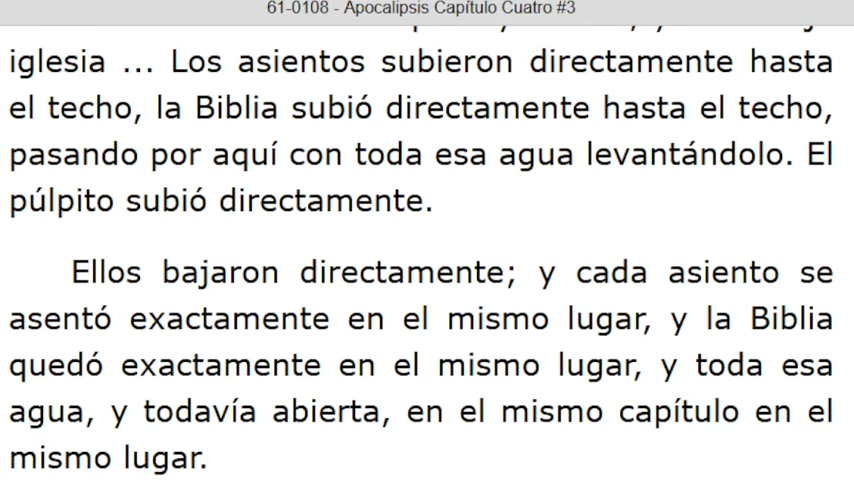 61-0108 - Apocalipsis Capítulo Cuatro #3
iglesia ... Los asientos subieron directamente hasta
el techo, la Biblia subió directamente hasta el techo,
pasando por aquí con toda esa agua levantándolo. El
púlpito subió directamente.
Ellos bajaron directamente; y cada asiento se
asentó exactamente en el mismo lugar, y la Biblia
quedó exactamente en el mismo lugar, y toda esa
agua, y todavía abierta, en el mismo capítulo en el
mismo lugar.